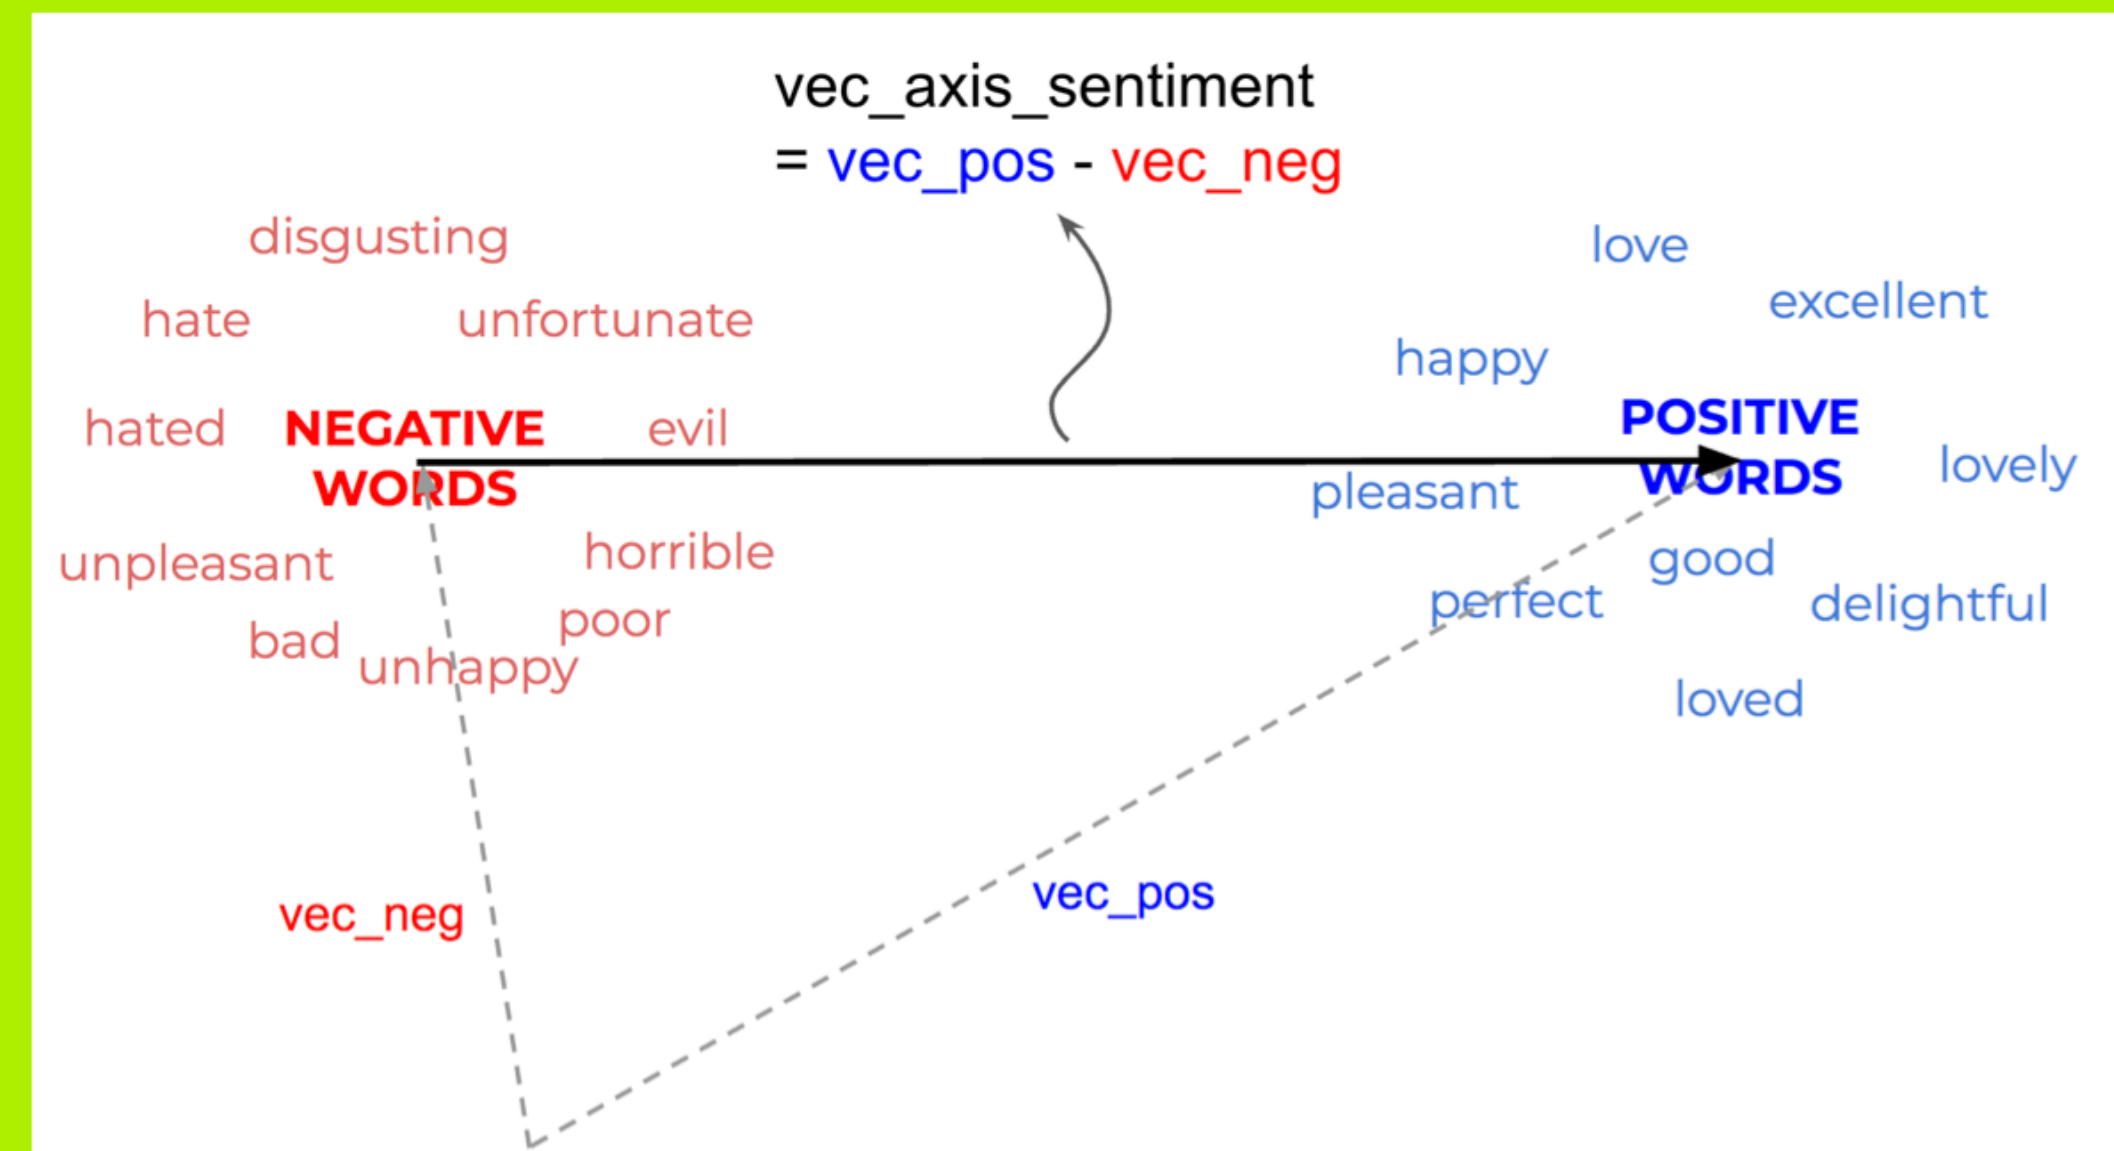 vec_axis_sentiment
= vec_pos - vec_neg
disgusting
hate
unfortunate
hated
NEGATIVE
WORDS
evil
unpleasant
horrible
poor
bad
unhappy
love
excellent
happy
POSITIVE
WORDS
lovely
pleasant
good
perfect
delightful
loved
vec_neg
vec_pos